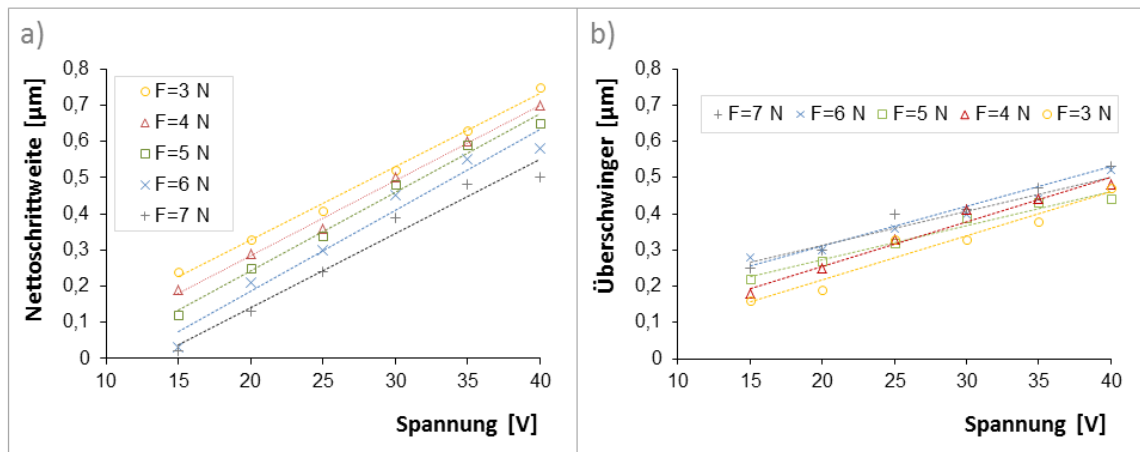 a)
Nettoschrittweite [µm]
0,8
0,7
0,6
0,5
0,4
0,3
0,2
0,1
0
F=3 N
F=4 N
F=5 N
F=6 N
F=7 N
10 15 20 25 30 35 40
Spannung [V]
b)
Überschwinger [µm]
0,8
0,7
0,6
0,5
0,4
0,3
0,2
0,1
0
F=7 N F=6 N F=5 N F=4 N F=3 N
10 15 20 25 30 35 40
Spannung [V]